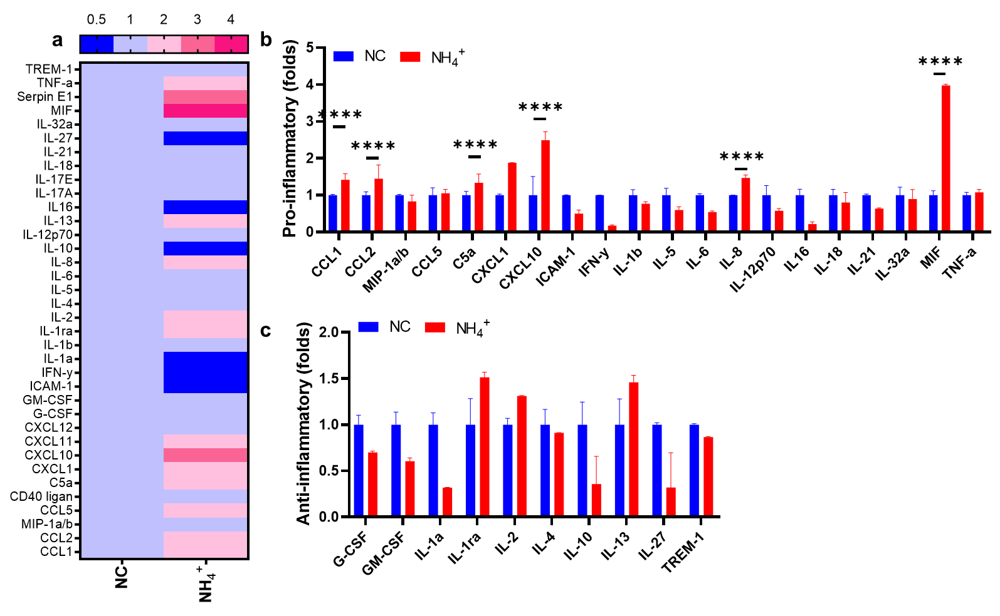 a
0.5 1 2 3 4
TREM-1
TNF-a
Serpin E1
MIF
IL-32a
IL-27
IL-21
IL-18
IL-17E
IL-17A
IL16
IL-13
IL-12p70
IL-10
IL-8
IL-6
IL-5
IL-4
IL-2
IL-1ra
IL-1b
IL-1a
IFN-y
ICAM-1
GM-CSF
G-CSF
CXCL12
CXCL11
CXCL10
CXCL1
C5a
CD40 ligan
CCL5
MIP-1a/b
CCL2
CCL1
NC
NH4+
b
NC NH4+
Pro-inflammatory (folds)
5
4
3
2
1
0
****
****
****
****
****
****
CCL1
CCL2
MIP-1a/b
CCL5
C5a
CXCL1
CXCL10
ICAM-1
IFN-y
IL-1b
IL-5
IL-6
IL-8
IL-12p70
IL16
IL-18
IL-21
IL-32a
MIF
TNF-a
c
NC NH4+
Anti-inflammatory (folds)
2.0
1.5
1.0
0.5
0.0
G-CSF
GM-CSF
IL-1a
IL-1ra
IL-2
IL-4
IL-10
IL-13
IL-27
TREM-1